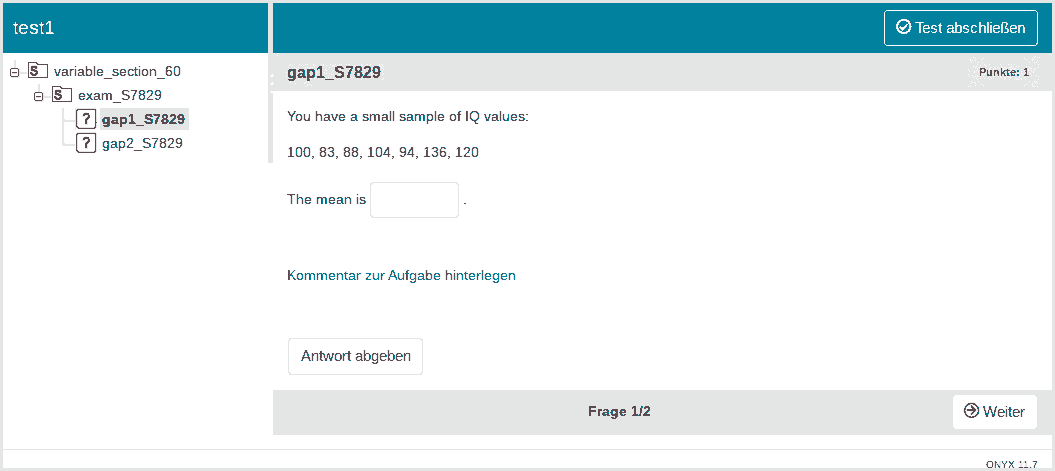 test1
Test abschließen
variable_section_60
exam_S7829
gap1_S7829
gap2_S7829
gap1_S7829
Punkte: 1
You have a small sample of IQ values:
100, 83, 88, 104, 94, 136, 120
The mean is .
Kommentar zur Aufgabe hinterlegen
Antwort abgeben
Frage 1/2
Weiter
ONYX 11.7